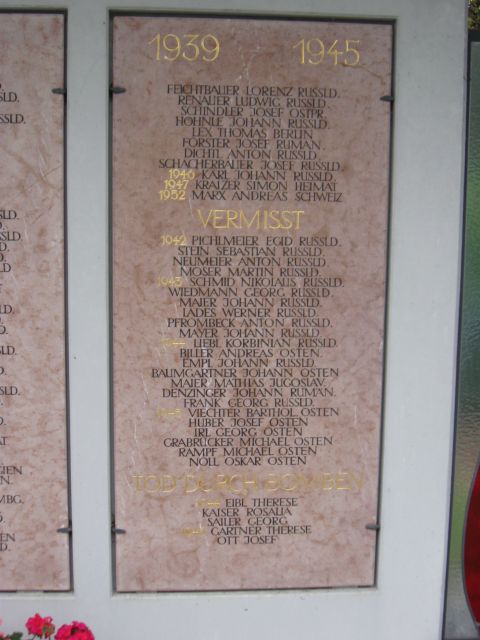 1939 1945
FEICHTBAUER LORENZ RUSSLD.
RENAUER LUDWIG RUSSLD.
SCHINDLER JOSEF OSTPR.
HÖHNLE JOHANN RUSSLD.
LEX THOMAS BERLIN
FÖRSTER JOSEF RUMÄN.
DICHTL ANTON RUSSLD.
SCHACHERBAUER JOSEF RUSSLD.
1946 KARL JOHANN RUSSLD.
1947 KRAIZER SIMON HEIMAT
1952 MARX ANDREAS SCHWEIZ
VERMISST
1942 PICHLMEIER EGID RUSSLD.
STEIN SEBASTIAN RUSSLD.
NEUMEIER ANTON RUSSLD.
MOSER MARTIN RUSSLD.
1943 SCHMID NIKOLAUS RUSSLD.
WIEDMANN GEORG RUSSLD.
MAIER JOHANN RUSSLD.
LADES WERNER RUSSLD.
PFROMBECK ANTON RUSSLD.
MAYER JOHANN RUSSLD.
1944 LIEBL KORBINIAN RUSSLD.
BILLER ANDREAS OSTEN.
EMPL JOHANN RUSSLD.
BAUMGARTNER JOHANN OSTEN
MAIER MATHIAS JUGOSLAV.
DENZINGER JOHANN RUMÄN.
FRANK GEORG RUSSLD.
1945 VIECHTER BARTHOL. OSTEN
HUBER JOSEF OSTEN
IRL GEORG OSTEN
GRABRUCKER MICHAEL OSTEN
RAMPF MICHAEL OSTEN
NOLL OSKAR OSTEN
TOD DURCH BOMBEN
1944 EIBL THERESE
KAISER ROSALIA
SAILER GEORG
1945 GARTNER THERESE
OTT JOSEF